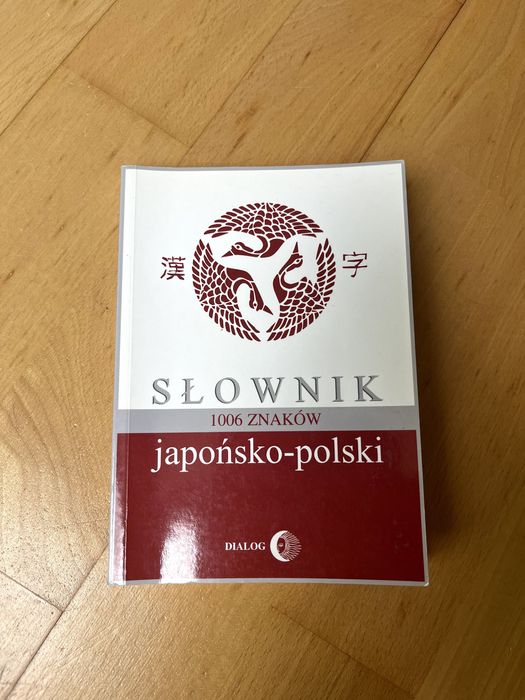 漢 字
SŁOWNIK
1006 ZNAKÓW
japońsko-polski
DIALOG